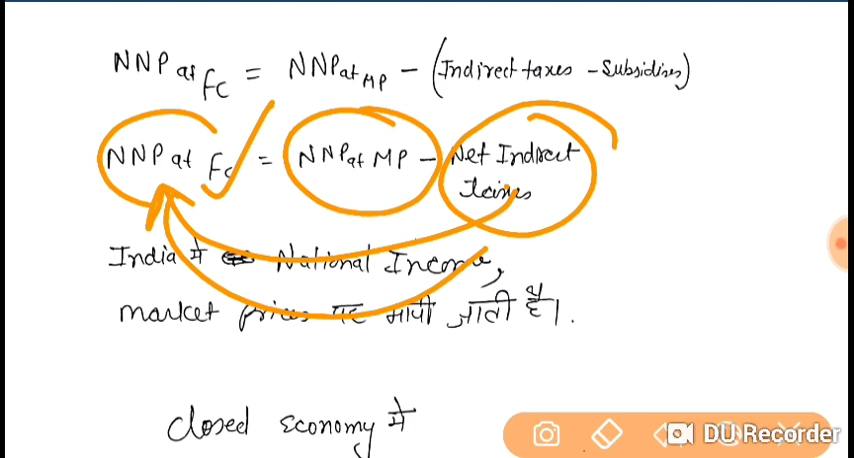 NNP at FC = NNP at MP - (Indirect taxes - Subsidises)
NNP at FC = NNP at MP - Net Indirect
Taxes
India में National Income,
market prices पर मापी जाती है।
closed economy में
DU Recorder